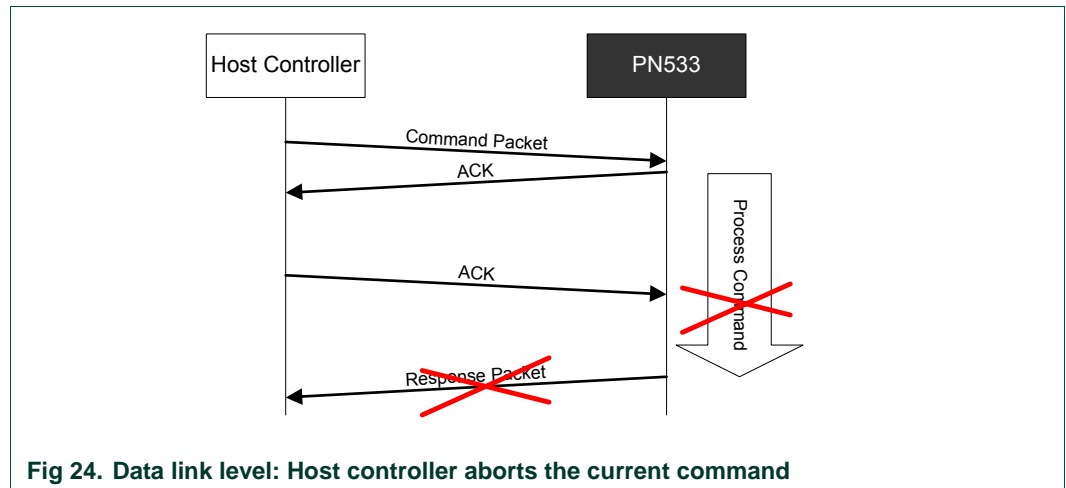 Host Controller
PN533
Command Packet
ACK
Process Command
ACK
Response Packet
Fig 24. Data link level: Host controller aborts the current command